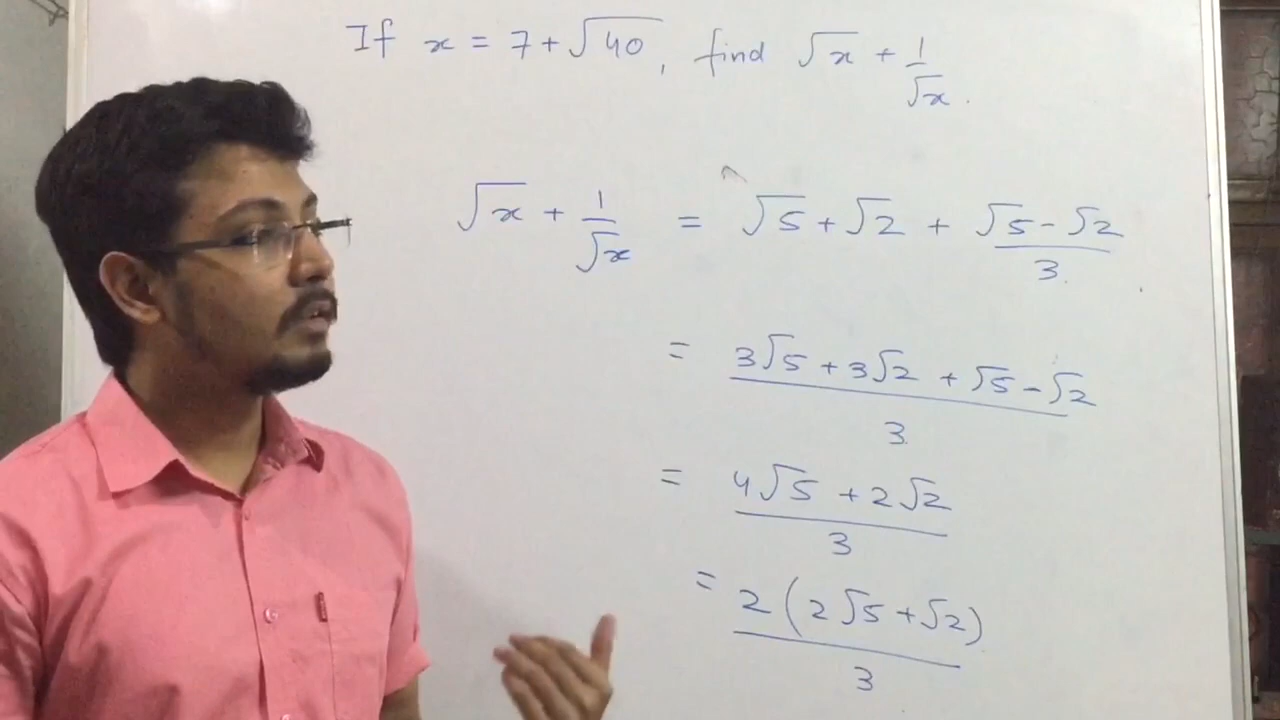 If x = 7 + √40, find √x + 1/√x.
√x + 1/√x = √5 + √2 + (√5 - √2)/3
= (3√5 + 3√2 + √5 - √2)/3
= (4√5 + 2√2)/3
= 2(2√5 + √2)/3